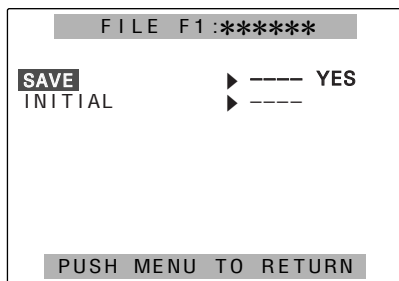 FILE F1:******
SAVE ▶ ---- YES
INITIAL ▶ ----
PUSH MENU TO RETURN